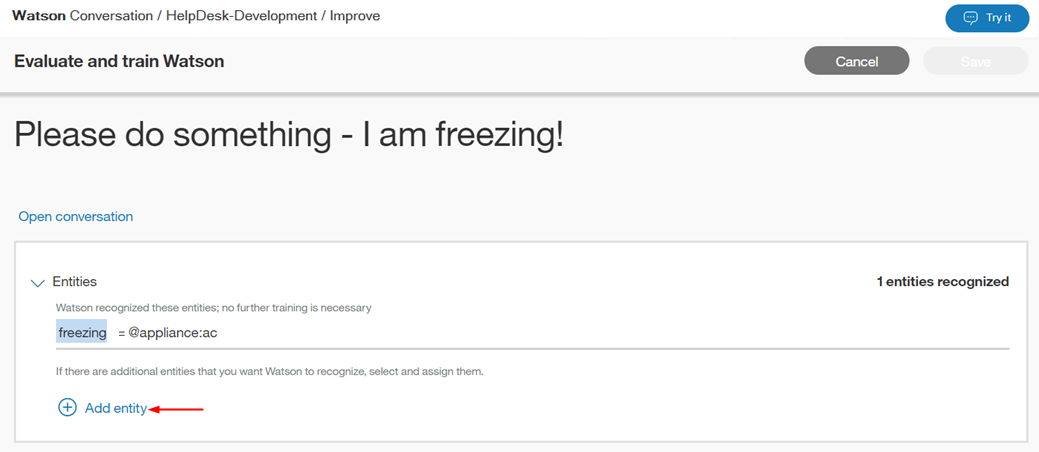 Watson Conversation / HelpDesk-Development / Improve
Try it
Evaluate and train Watson
Cancel
Save
Please do something - I am freezing!
Open conversation
Entities
1 entities recognized
Watson recognized these entities; no further training is necessary
freezing = @appliance:ac
If there are additional entities that you want Watson to recognize, select and assign them.
Add entity